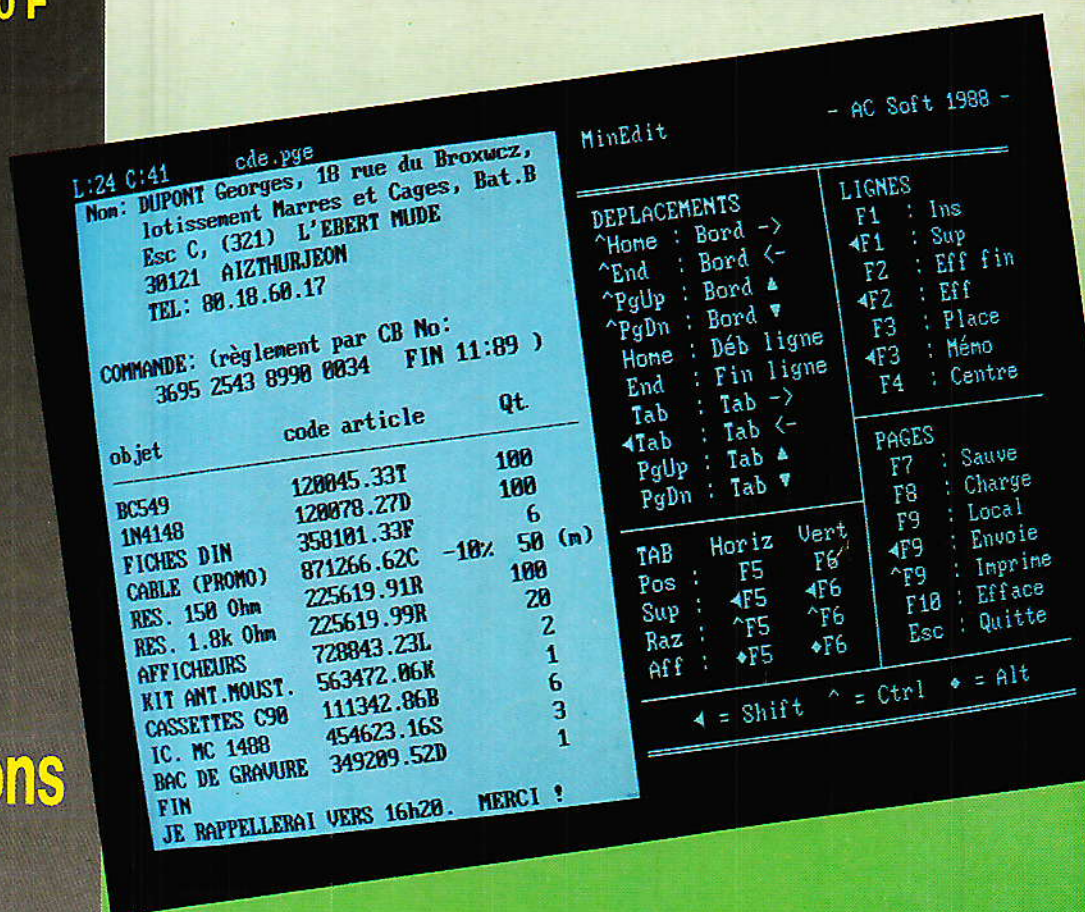 0 F
L:24 C:41 cde.pge
Nom: DUPONT Georges, 18 rue du Broxwcz,
lotissement Marres et Cages, Bat.B
Esc C, (321) L'EBERT MUDE
30121 AIZTHURJEON
TEL: 80.18.60.17
COMMANDE: (règlement par CB No:
3695 2543 8990 0034 FIN 11:89 )
objet code article Qt.
BC549 120045.33T 100
1N4148 120078.27D 100
FICHES DIN 358101.33F 6
CABLE (PROMO) 871266.62C -10% 50 (m)
RES. 150 Ohm 225619.91R 100
RES. 1.8k Ohm 225619.99R 20
AFFICHEURS 728843.23L 2
KIT ANT.MOUST. 563472.06K 1
CASSETTES C90 111342.86B 6
IC. MC 1488 454623.16S 3
BAC DE GRAVURE 349209.52D 1
FIN
JE RAPPELLERAI VERS 16h20. MERCI !
MinEdit - AC Soft 1988 -
DEPLACEMENTS
^Home : Bord ->
^End : Bord <-
^PgUp : Bord ▲
^PgDn : Bord ▼
Home : Déb ligne
End : Fin ligne
Tab : Tab ->
◄Tab : Tab <-
PgUp : Tab ▲
PgDn : Tab ▼
LIGNES
F1 : Ins
◄F1 : Sup
F2 : Eff fin
◄F2 : Eff
F3 : Place
◄F3 : Mémo
F4 : Centre
TAB Horiz Vert
Pos : F5 F6
Sup : ◄F5 ◄F6
Raz : ^F5 ^F6
Aff : ♦F5 ♦F6
PAGES
F7 : Sauve
F8 : Charge
F9 : Local
◄F9 : Envoie
^F9 : Imprime
F10 : Efface
Esc : Quitte
◄ = Shift ^ = Ctrl ♦ = Alt
ons